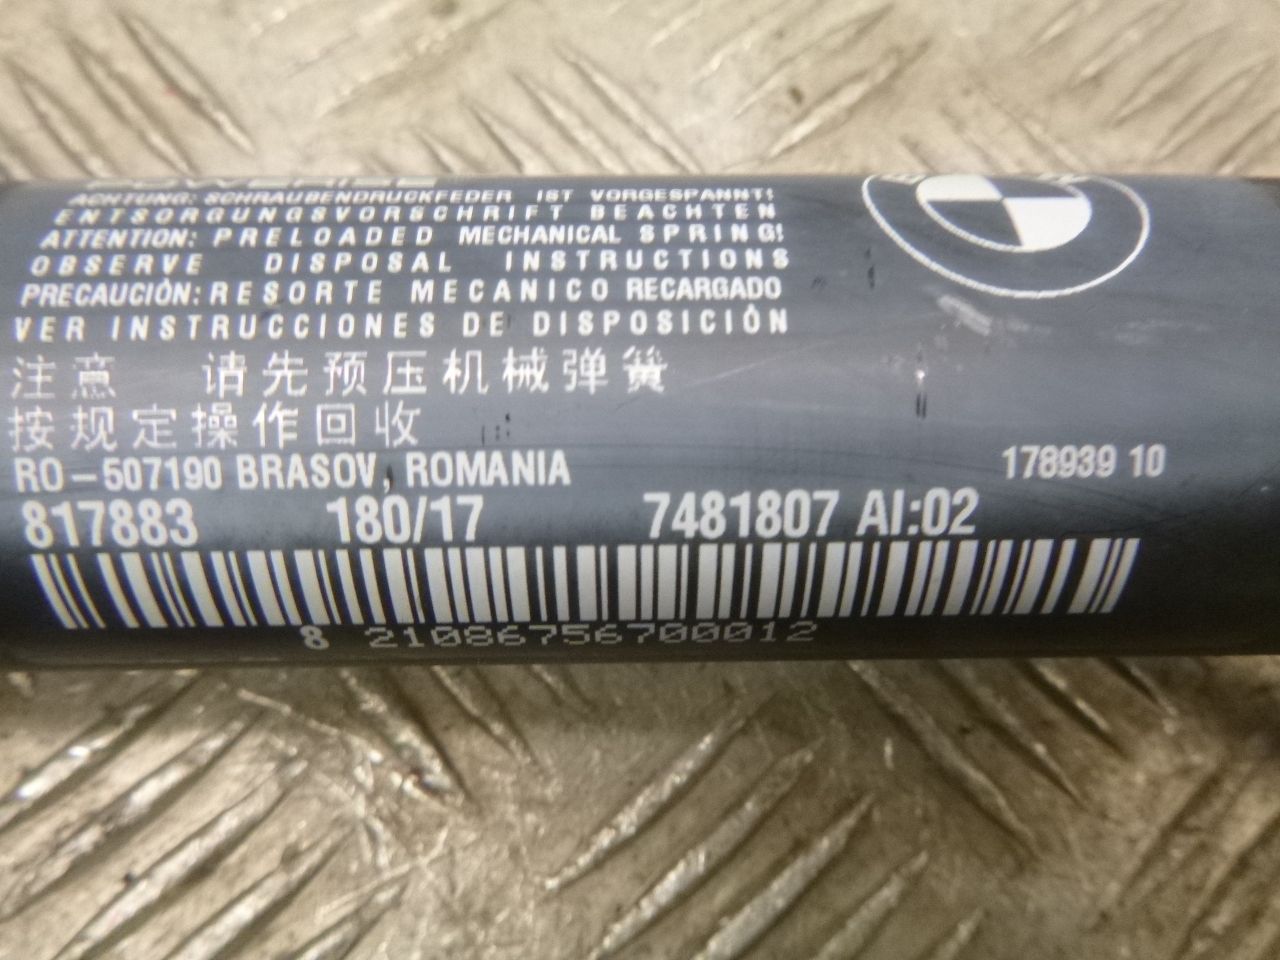 POWERISE
ACHTUNG: SCHRAUBENDRUCKFEDER IST VORGESPANNT!
ENTSORGUNGSVORSCHRIFT BEACHTEN
ATTENTION: PRELOADED MECHANICAL SPRING!
OBSERVE DISPOSAL INSTRUCTIONS
PRECAUCIÓN: RESORTE MECANICO RECARGADO
VER INSTRUCCIONES DE DISPOSICIÓN
注意 请先预压机械弹簧
按规定操作回收
RO-507190 BRASOV, ROMANIA
178939 10
817883 180/17 7481807 AI:02
8 21086756700012